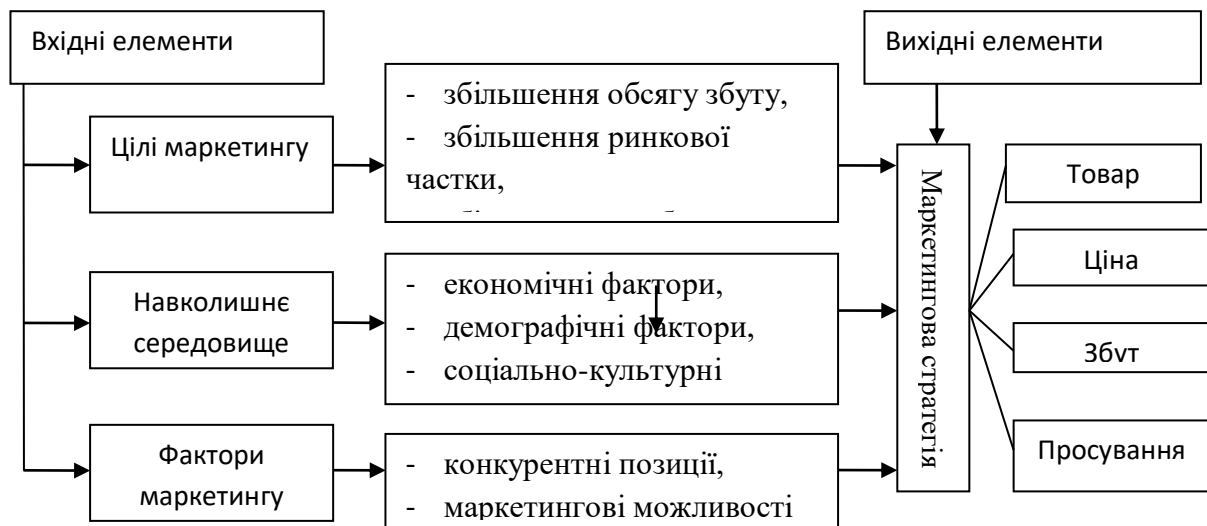 Вхідні елементи
Вихідні елементи
Цілі маркетингу
- збільшення обсягу збуту,
- збільшення ринкової
частки,
Навколишнє
середовище
- економічні фактори,
- демографічні фактори,
- соціально-культурні
Фактори
маркетингу
- конкурентні позиції,
- маркетингові можливості
Маркетингова стратегія
Товар
Ціна
Збут
Просування